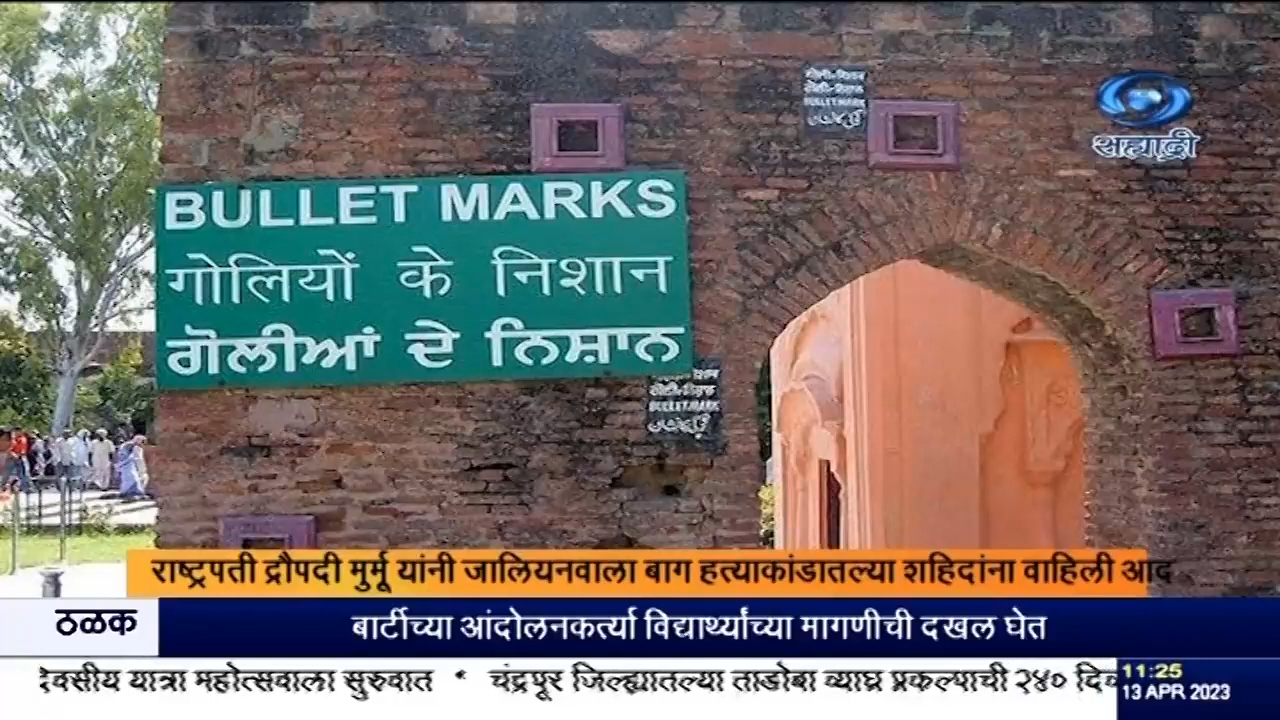 गोली-निशान
BULLET MARK
सह्याद्री
BULLET MARKS
गोलियों के निशान
ਗੋਲੀਆਂ ਦੇ ਨਿਸ਼ਾਨ
BULLET MARK
राष्ट्रपती द्रौपदी मुर्मू यांनी जालियनवाला बाग हत्याकांडातल्या शहिदांना वाहिली आद
ठळक
बार्टीच्या आंदोलनकर्त्या विद्यार्थ्यांच्या मागणीची दखल घेत
दिवसीय यात्रा महोत्सवाला सुरुवात * चंद्रपूर जिल्ह्यातल्या ताडोबा व्याघ्र प्रकल्पाची २४० दिव
11:25
13 APR 2023